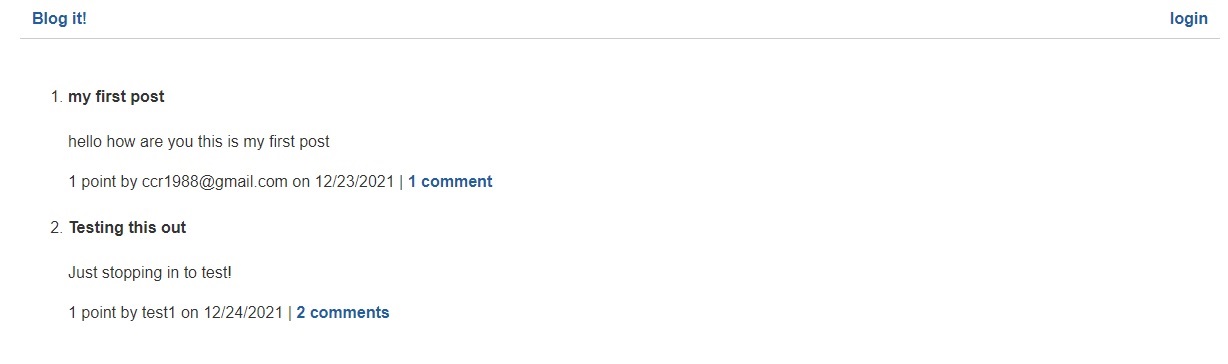 Blog it! login
1. my first post
hello how are you this is my first post
1 point by ccr1988@gmail.com on 12/23/2021 | 1 comment
2. Testing this out
Just stopping in to test!
1 point by test1 on 12/24/2021 | 2 comments